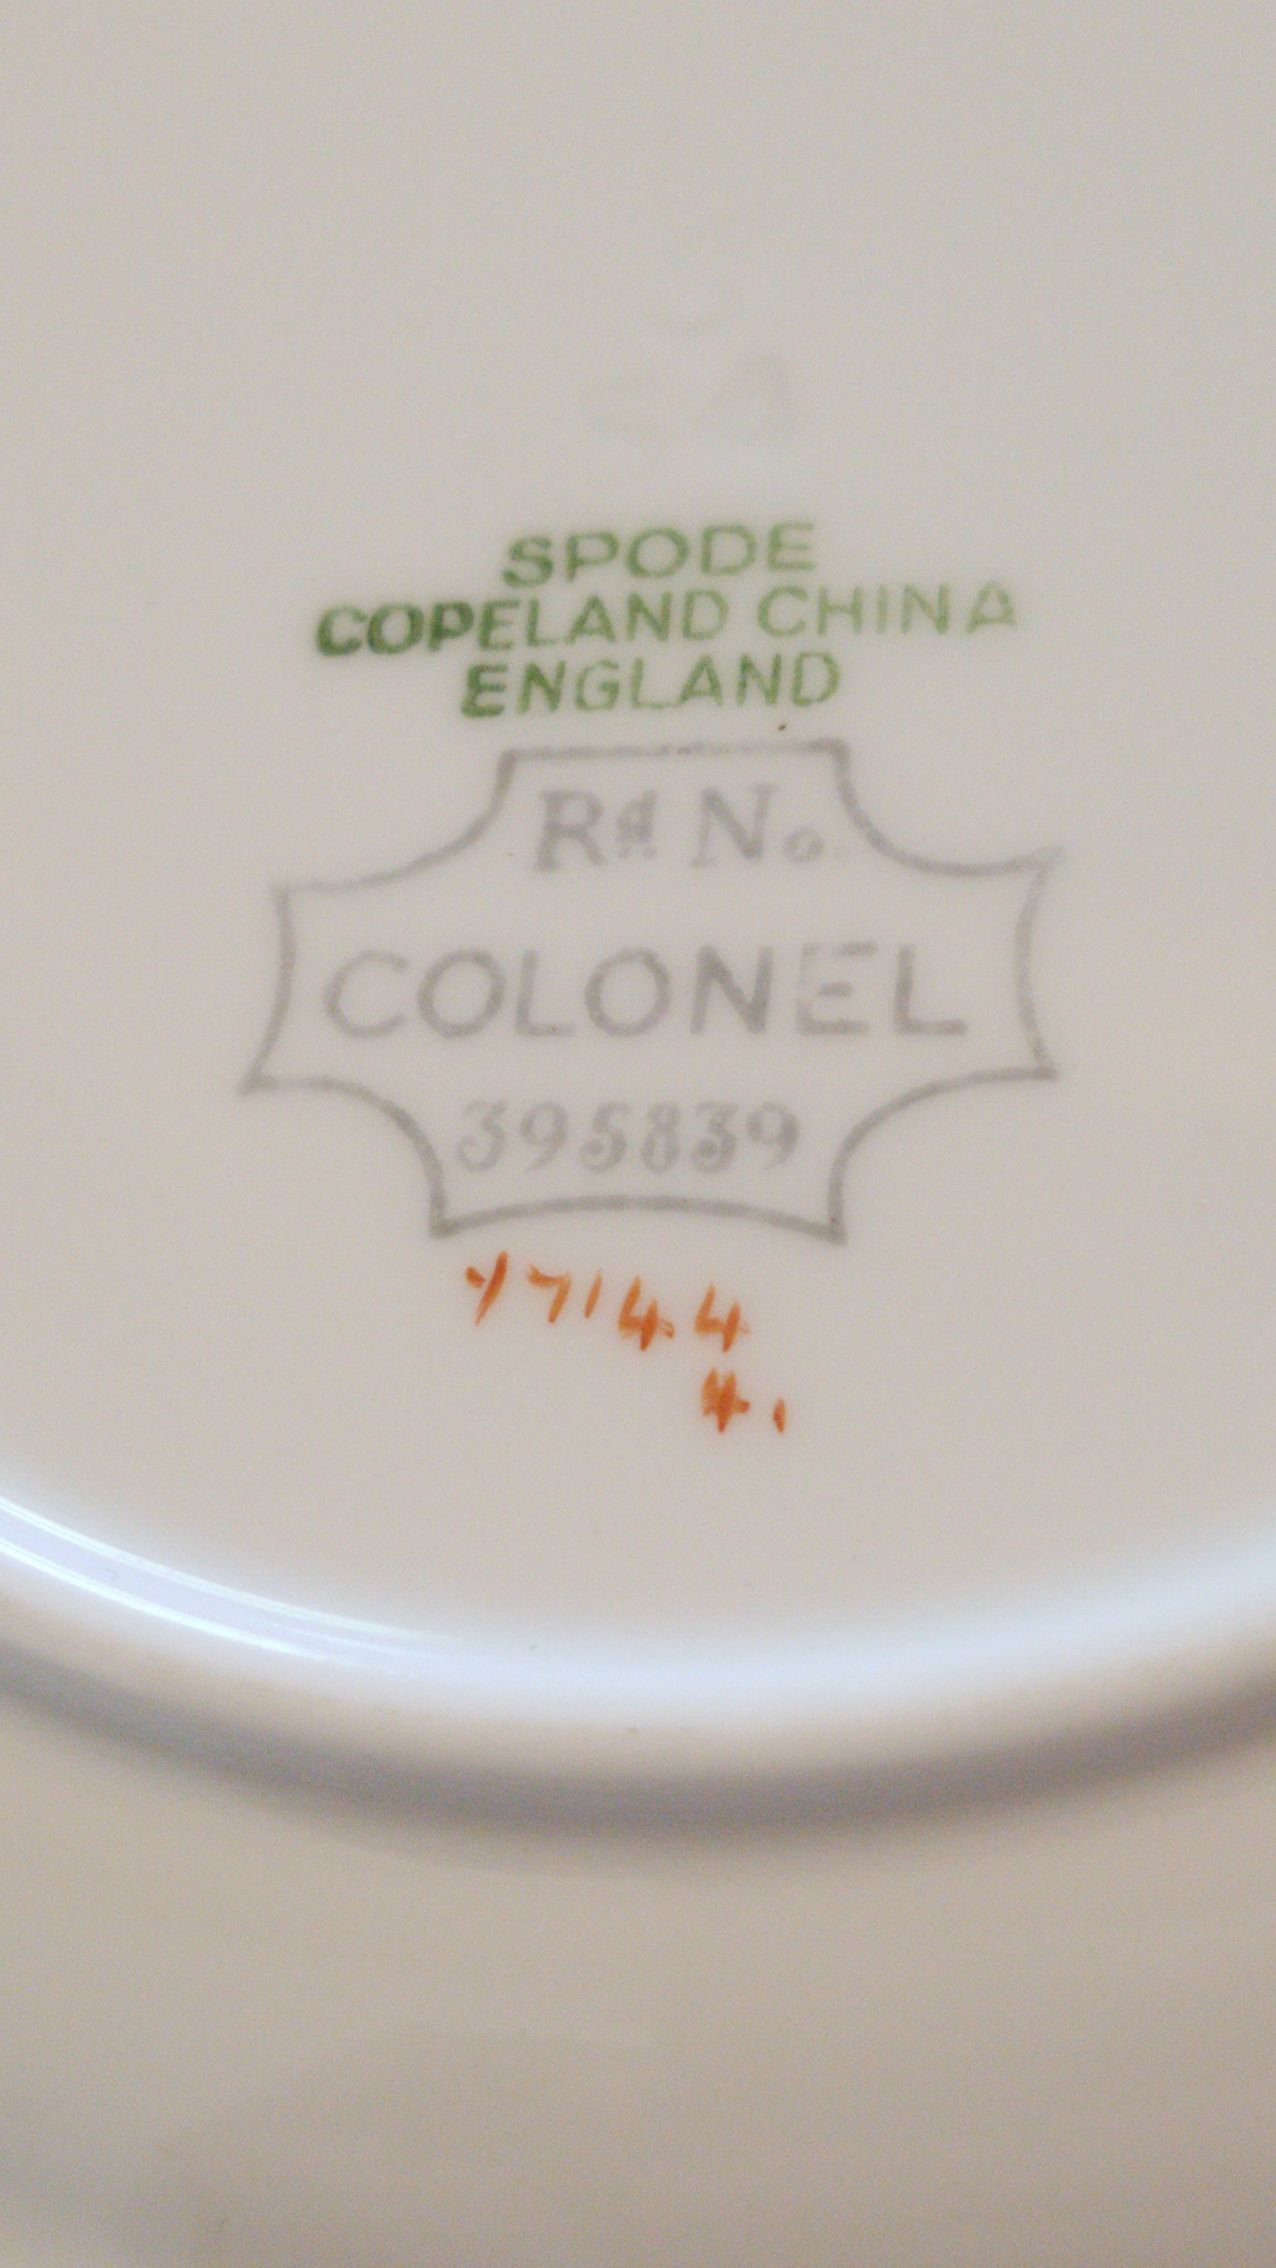 SPODE
COPELAND CHINA
ENGLAND
Rd No.
COLONEL
395839
Y7144
4.